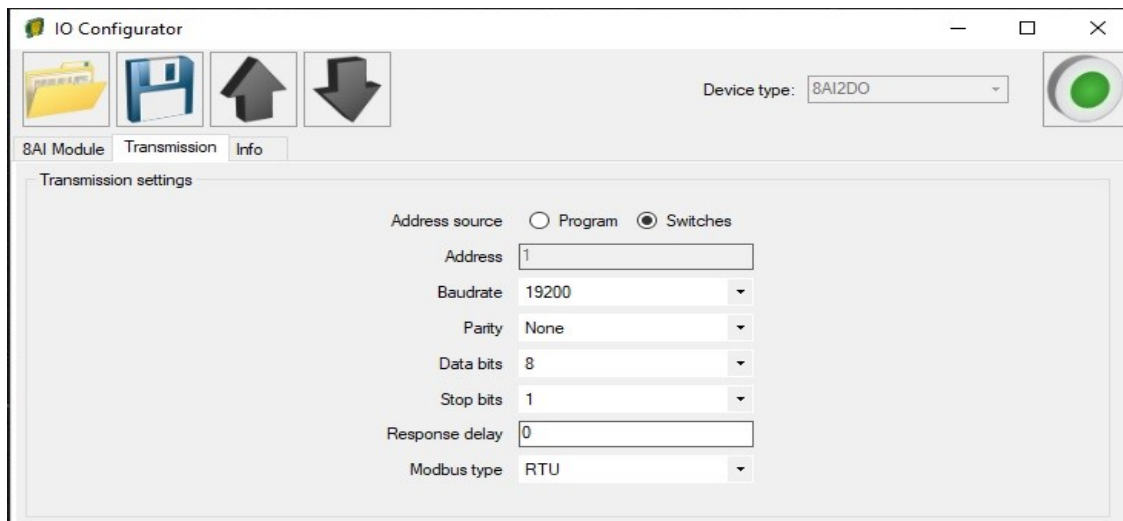 IO Configurator
Device type: 8AI2DO
8AI Module Transmission Info
Transmission settings
Address source Program Switches
Address 1
Baudrate 19200
Parity None
Data bits 8
Stop bits 1
Response delay 0
Modbus type RTU